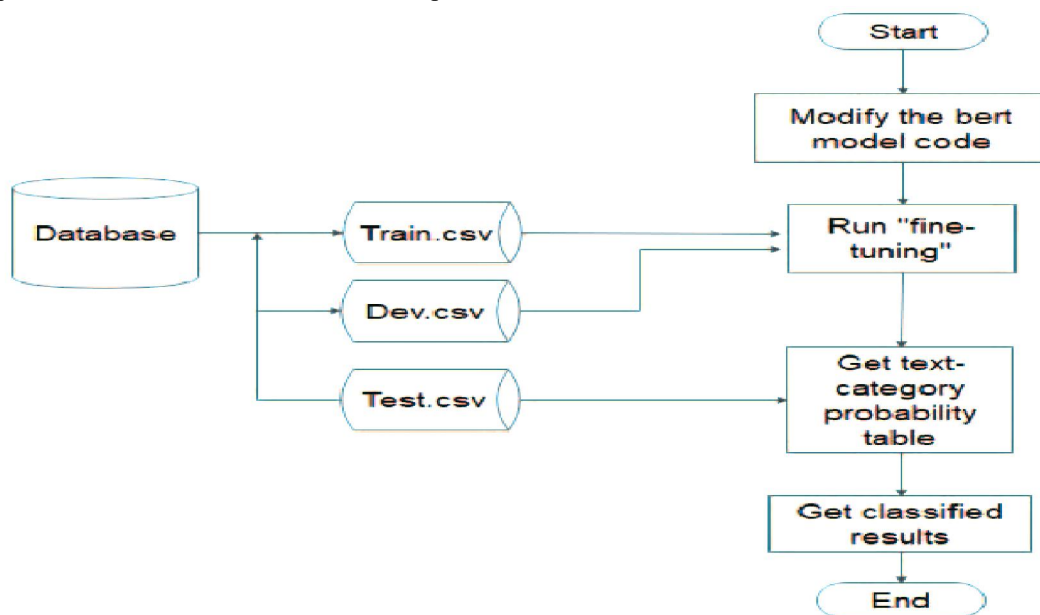 Start
Modify the bert
model code
Database
Train.csv
Run "fine-
tuning"
Dev.csv
Test.csv
Get text-
category
probability
table
Get classified
results
End